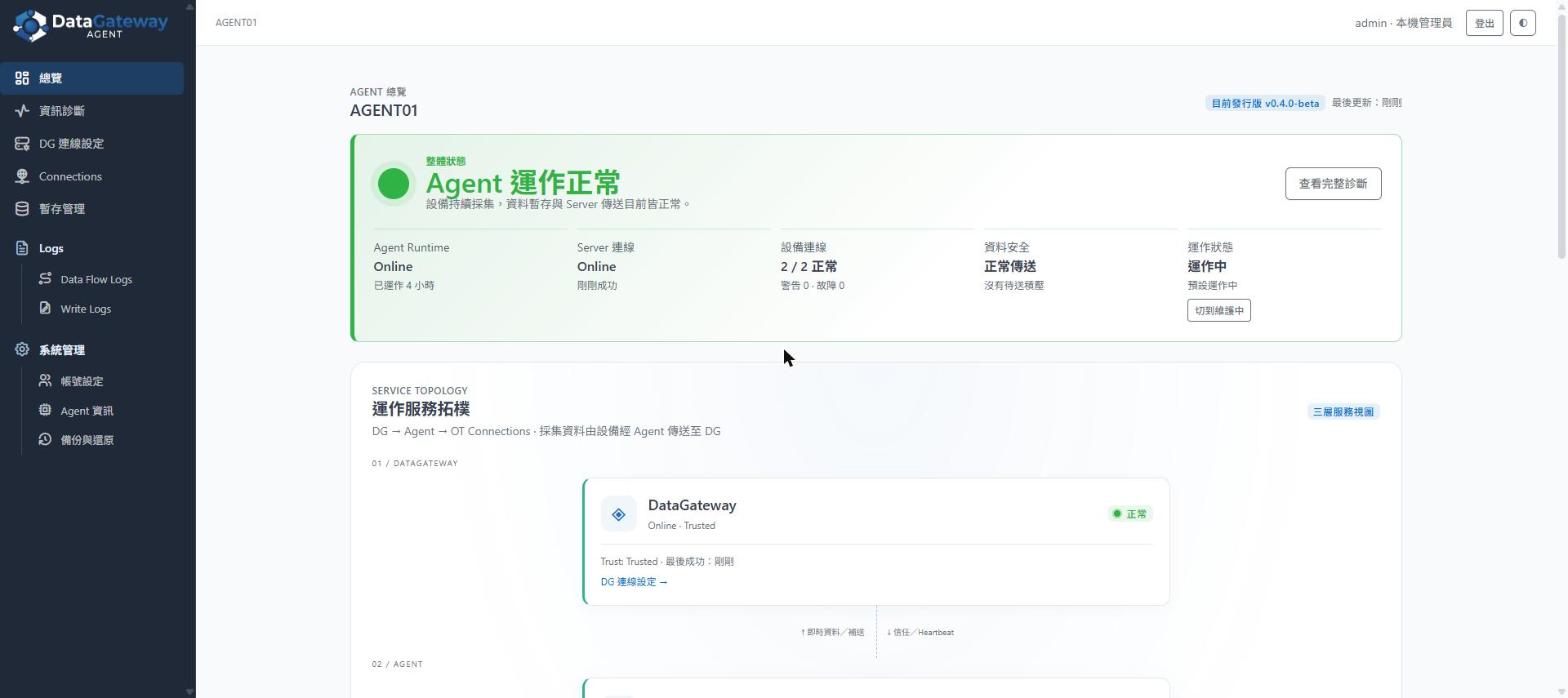 DataGateway
AGENT
總覽
資訊診斷
DG 連線設定
Connections
暫存管理
Logs
Data Flow Logs
Write Logs
系統管理
帳號設定
Agent 資訊
備份與還原
AGENT01
admin · 本機管理員
登出
AGENT 總覽
AGENT01
目前發行版 v0.4.0-beta
最後更新：剛剛
整體狀態
Agent 運作正常
設備持續採集，資料暫存與 Server 傳送目前皆正常。
查看完整診斷
Agent Runtime
Online
已運作 4 小時
Server 連線
Online
剛剛成功
設備連線
2 / 2 正常
警告 0 · 故障 0
資料安全
正常傳送
沒有待送積壓
運作狀態
運作中
預設運作中
切到維護中
SERVICE TOPOLOGY
運作服務拓樸
DG → Agent → OT Connections · 採集資料由設備經 Agent 傳送至 DG
三層服務視圖
01 / DATAGATEWAY
DataGateway
Online · Trusted
正常
Trust: Trusted · 最後成功：剛剛
DG 連線設定 →
↑ 即時資料／補送
↓ 信任／Heartbeat
02 / AGENT